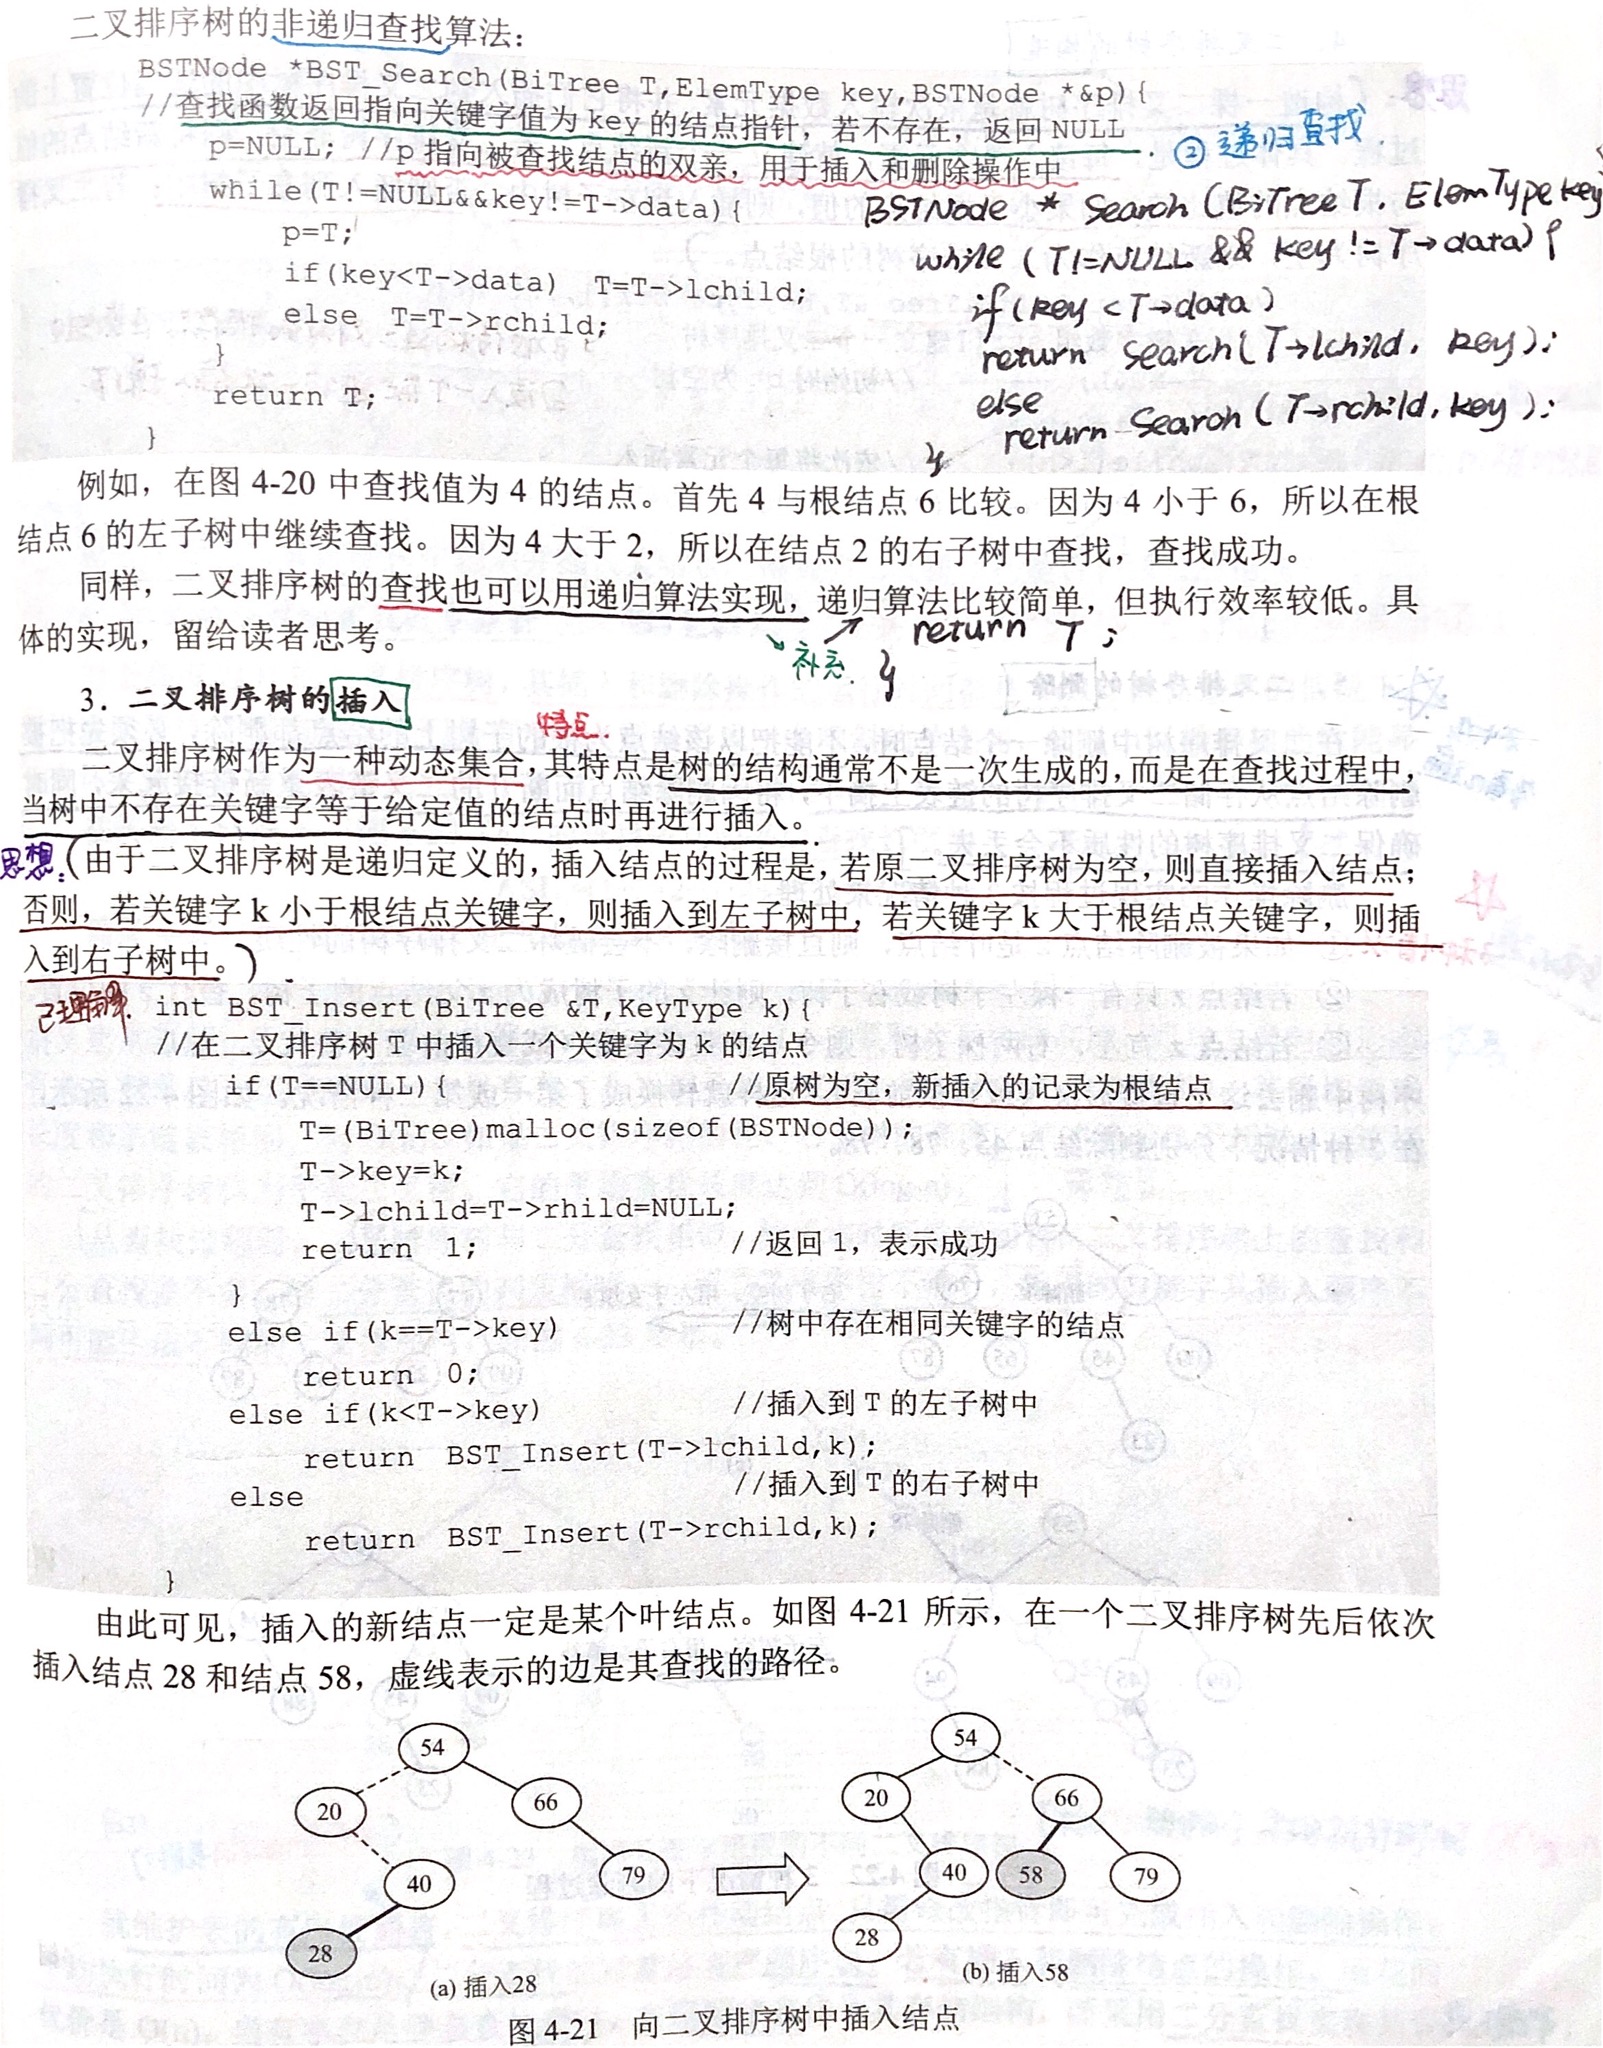 二叉排序树的非递归查找算法：
BSTNode *BST_Search(BiTree T,ElemType key,BSTNode *&p){
//查找函数返回指向关键字值为 key 的结点指针，若不存在，返回 NULL
p=NULL; //p 指向被查找结点的双亲，用于插入和删除操作中
while(T!=NULL&&key!=T->data){
p=T;
if(key<T->data) T=T->lchild;
else T=T->rchild;
}
return T;
}
② 递归查找
BSTNode * Search (BiTree T, ElemType key
while (T!=NULL && key != T→data) {
if (key < T→data)
return Search(T→lchild, key);
else
return Search (T→rchild, key);
}
例如，在图 4-20 中查找值为 4 的结点。首先 4 与根结点 6 比较。因为 4 小于 6，所以在根
结点 6 的左子树中继续查找。因为 4 大于 2，所以在结点 2 的右子树中查找，查找成功。
同样，二叉排序树的查找也可以用递归算法实现，递归算法比较简单，但执行效率较低。具
体的实现，留给读者思考。
补充
return T;
}
3．二叉排序树的插入
特点.
二叉排序树作为一种动态集合，其特点是树的结构通常不是一次生成的，而是在查找过程中，
当树中不存在关键字等于给定值的结点时再进行插入。
思想：(由于二叉排序树是递归定义的，插入结点的过程是，若原二叉排序树为空，则直接插入结点；
否则，若关键字 k 小于根结点关键字，则插入到左子树中，若关键字 k 大于根结点关键字，则插
入到右子树中。)
已理解.
int BST_Insert(BiTree &T,KeyType k){
//在二叉排序树 T 中插入一个关键字为 k 的结点
if(T==NULL){ //原树为空，新插入的记录为根结点
T=(BiTree)malloc(sizeof(BSTNode));
T->key=k;
T->lchild=T->rhild=NULL;
return 1; //返回 1，表示成功
}
else if(k==T->key) //树中存在相同关键字的结点
return 0;
else if(k<T->key) //插入到 T 的左子树中
return BST_Insert(T->lchild,k);
else //插入到 T 的右子树中
return BST_Insert(T->rchild,k);
}
由此可见，插入的新结点一定是某个叶结点。如图 4-21 所示，在一个二叉排序树先后依次
插入结点 28 和结点 58，虚线表示的边是其查找的路径。
54
20
66
40
79
28
(a) 插入28
54
20
66
40
58
79
28
(b) 插入58
图 4-21 向二叉排序树中插入结点